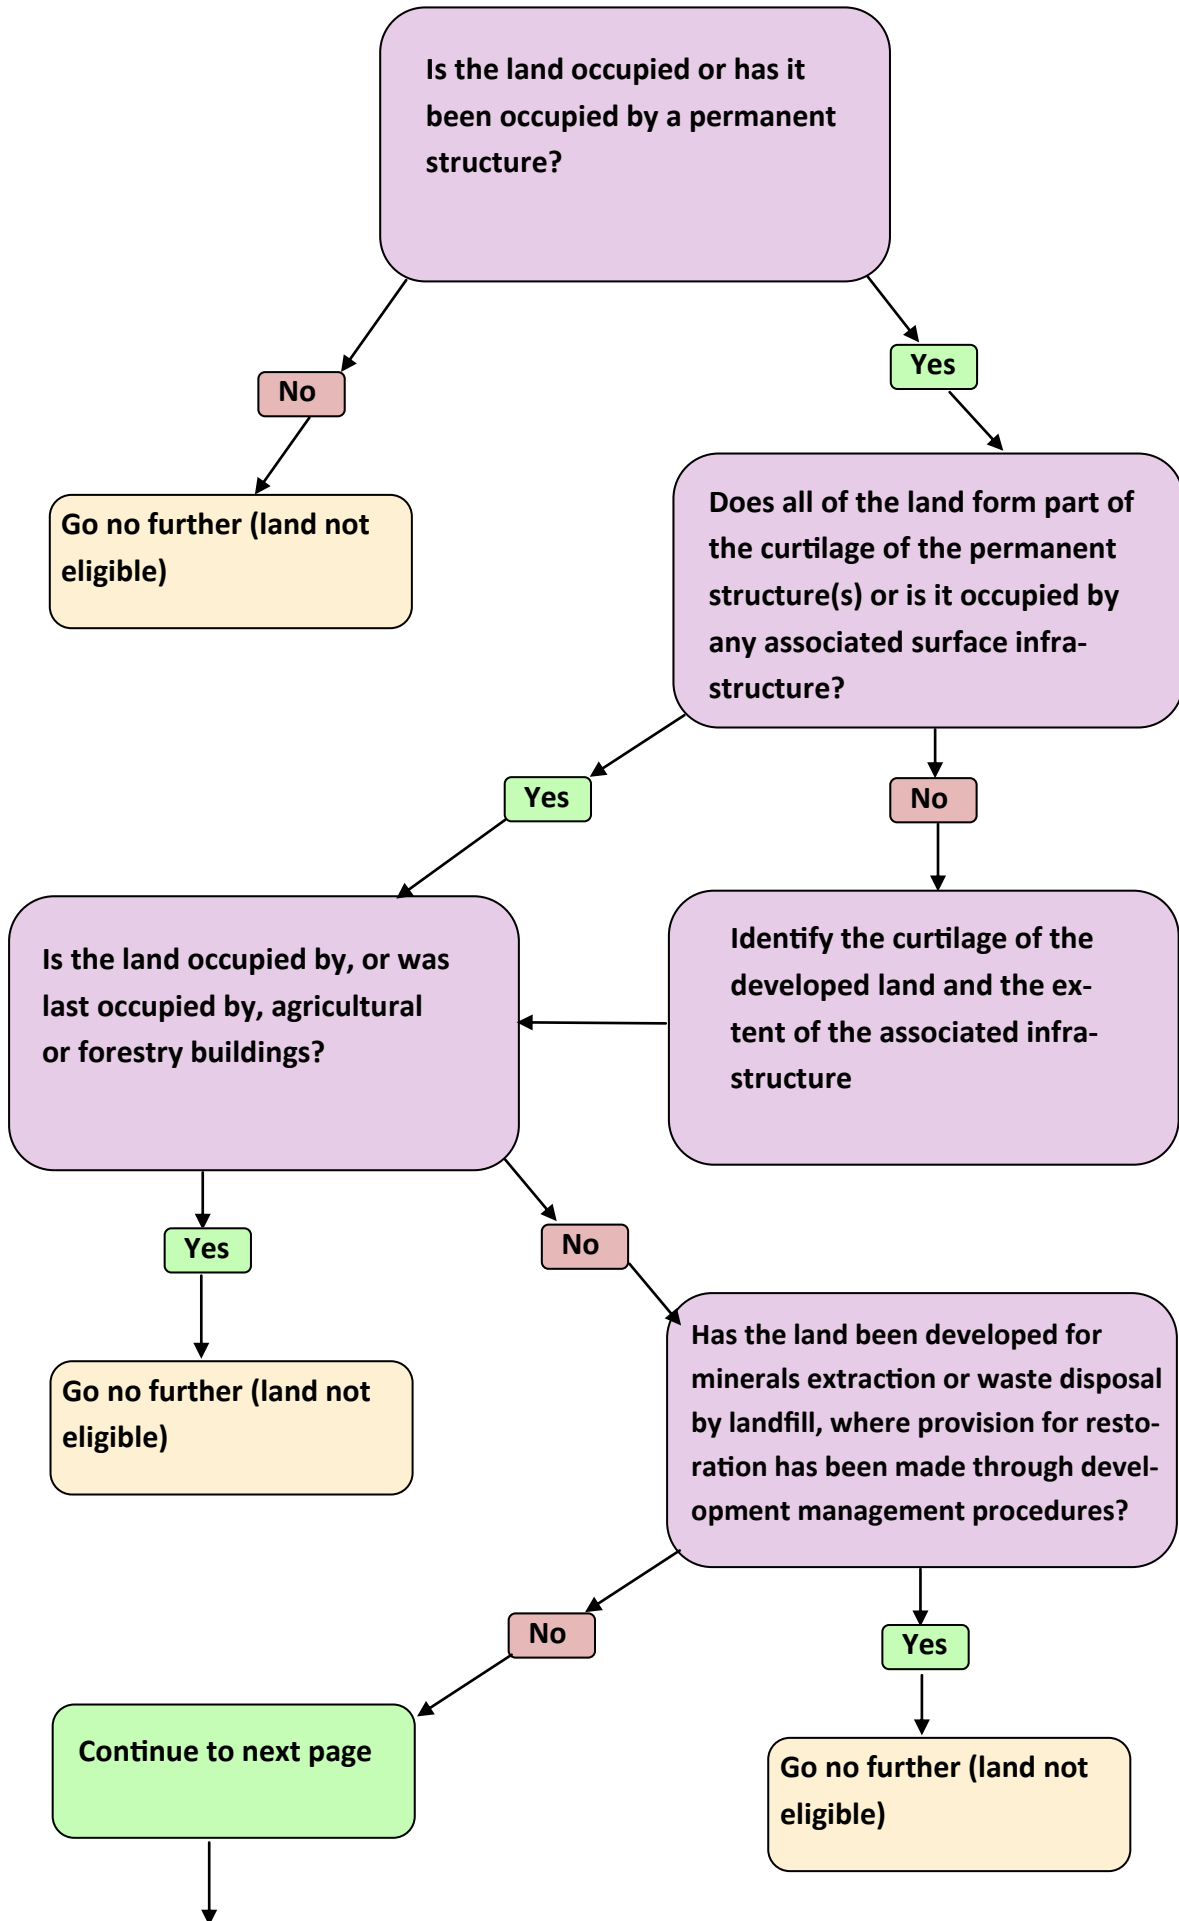 Is the land occupied or has it
been occupied by a permanent
structure?
No
Yes
Go no further (land not
eligible)
Does all of the land form part of
the curtilage of the permanent
structure(s) or is it occupied by
any associated surface infra-
structure?
Yes
No
Is the land occupied by, or was
last occupied by, agricultural
or forestry buildings?
Identify the curtilage of the
developed land and the ex-
tent of the associated infra-
structure
Yes
No
Go no further (land not
eligible)
Has the land been developed for
minerals extraction or waste disposal
by landfill, where provision for resto-
ration has been made through devel-
opment management procedures?
No
Yes
Continue to next page
Go no further (land not
eligible)